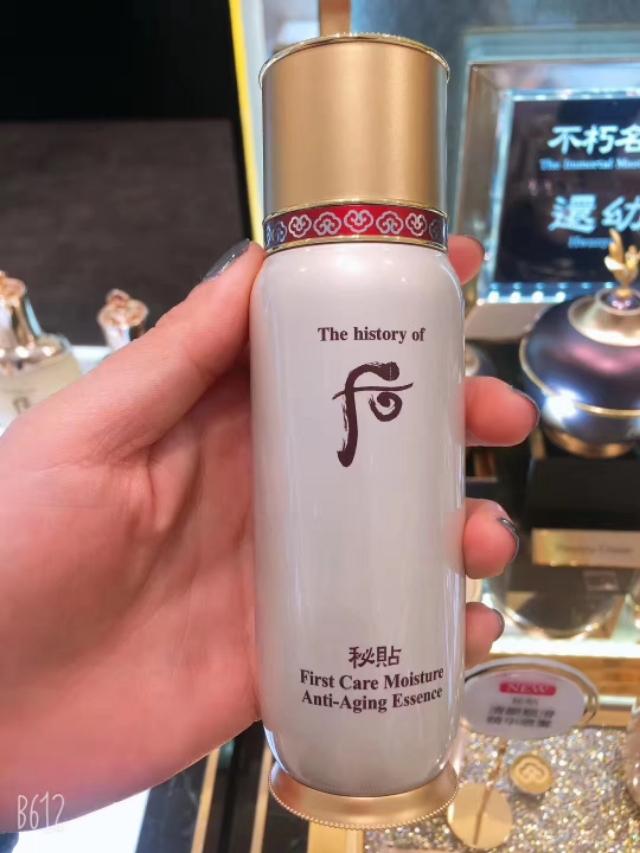 The history of
后
秘貼
First Care Moisture
Anti-Aging Essence
不朽名
The Immortal
還幼
NEW
B612